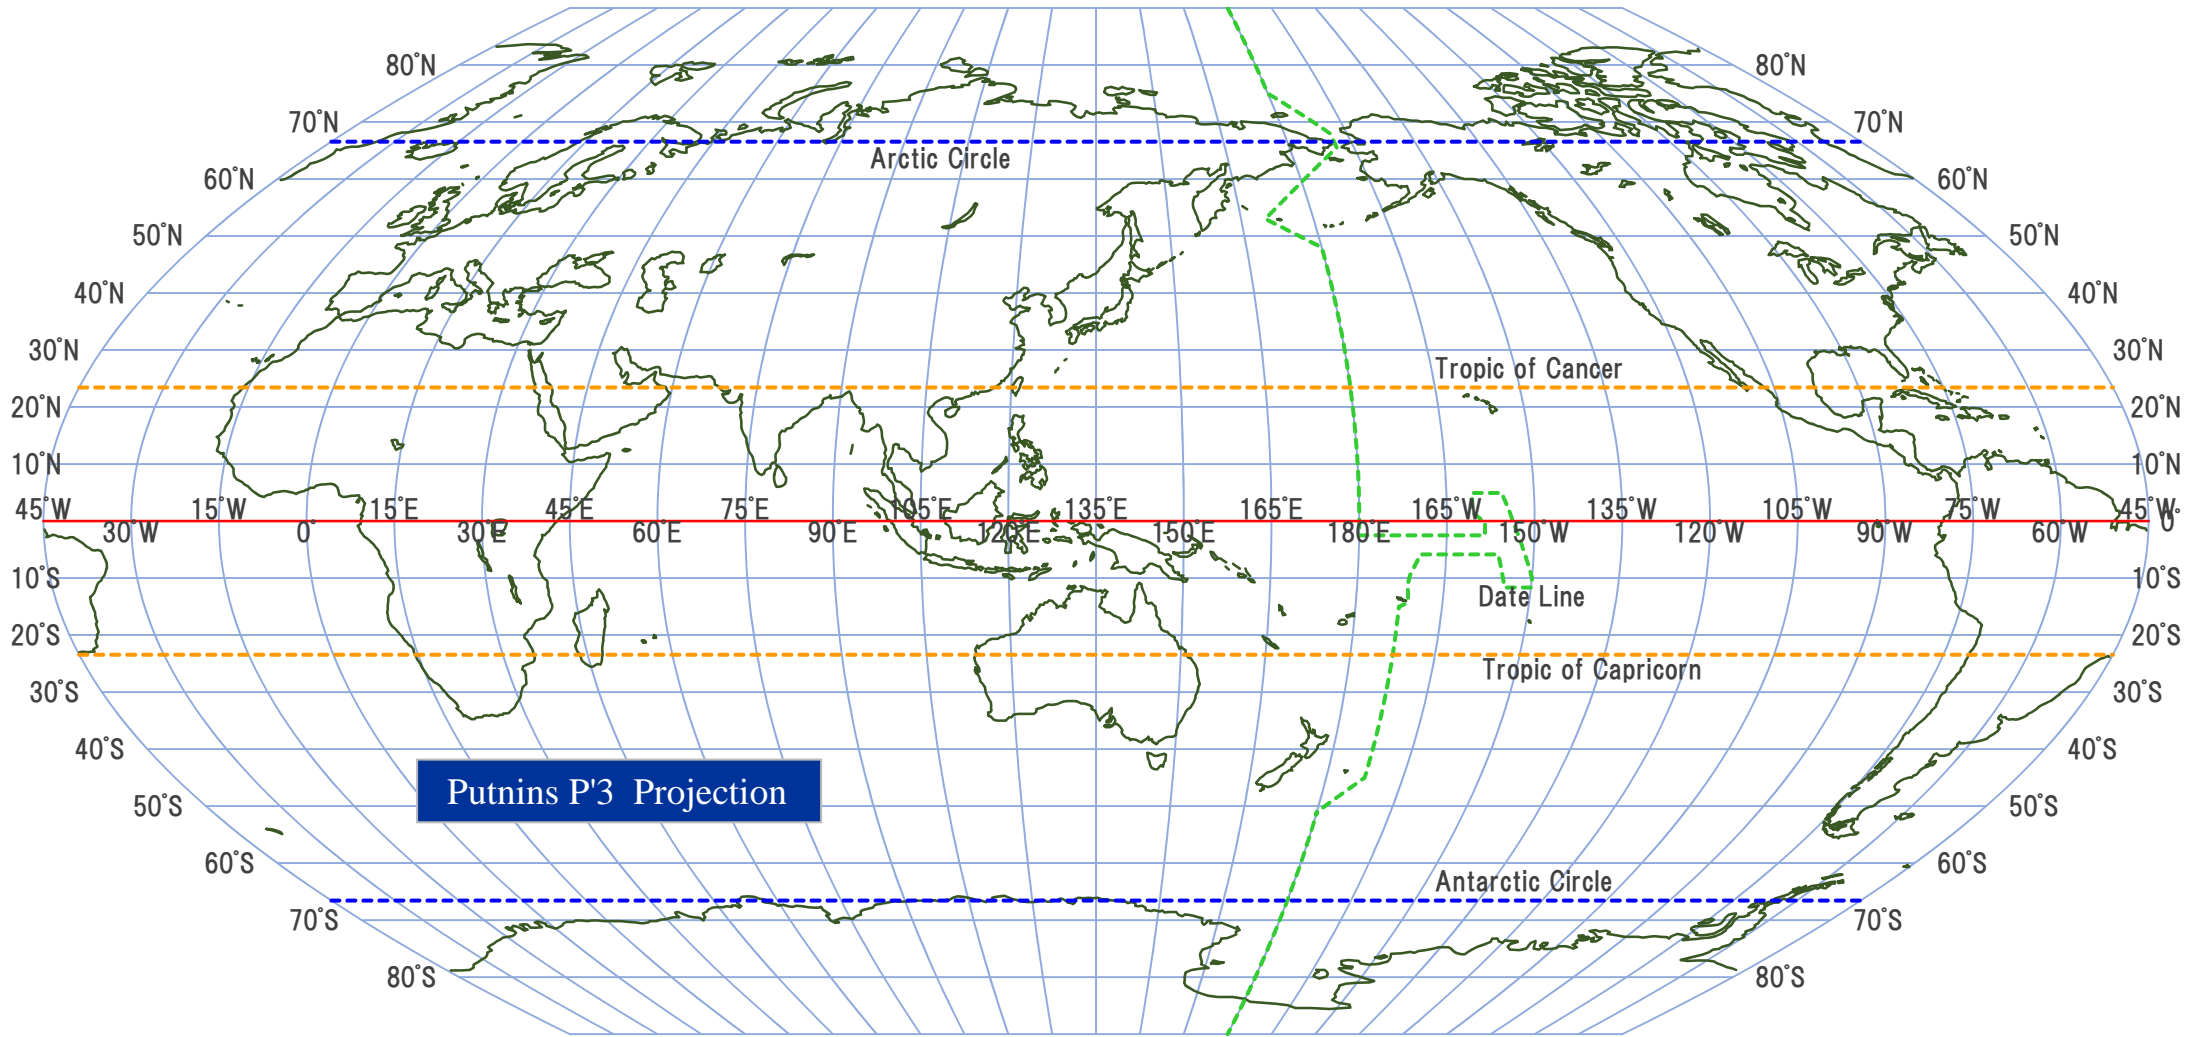 80°N 80°N
70°N 70°N
Arctic Circle
60°N 60°N
50°N 50°N
40°N 40°N
30°N 30°N
Tropic of Cancer
20°N 20°N
10°N 10°N
45°W 15°W 15°E 45°E 75°E 105°E 135°E 165°E 165°W 135°W 105°W 75°W 45°W
30°W 0° 30°E 60°E 90°E 120°E 150°E 180°E 150°W 120°W 90°W 60°W 0°
10°S 10°S
Date Line
20°S 20°S
Tropic of Capricorn
30°S 30°S
40°S 40°S
Putnins P'3 Projection
50°S 50°S
60°S 60°S
Antarctic Circle
70°S 70°S
80°S 80°S